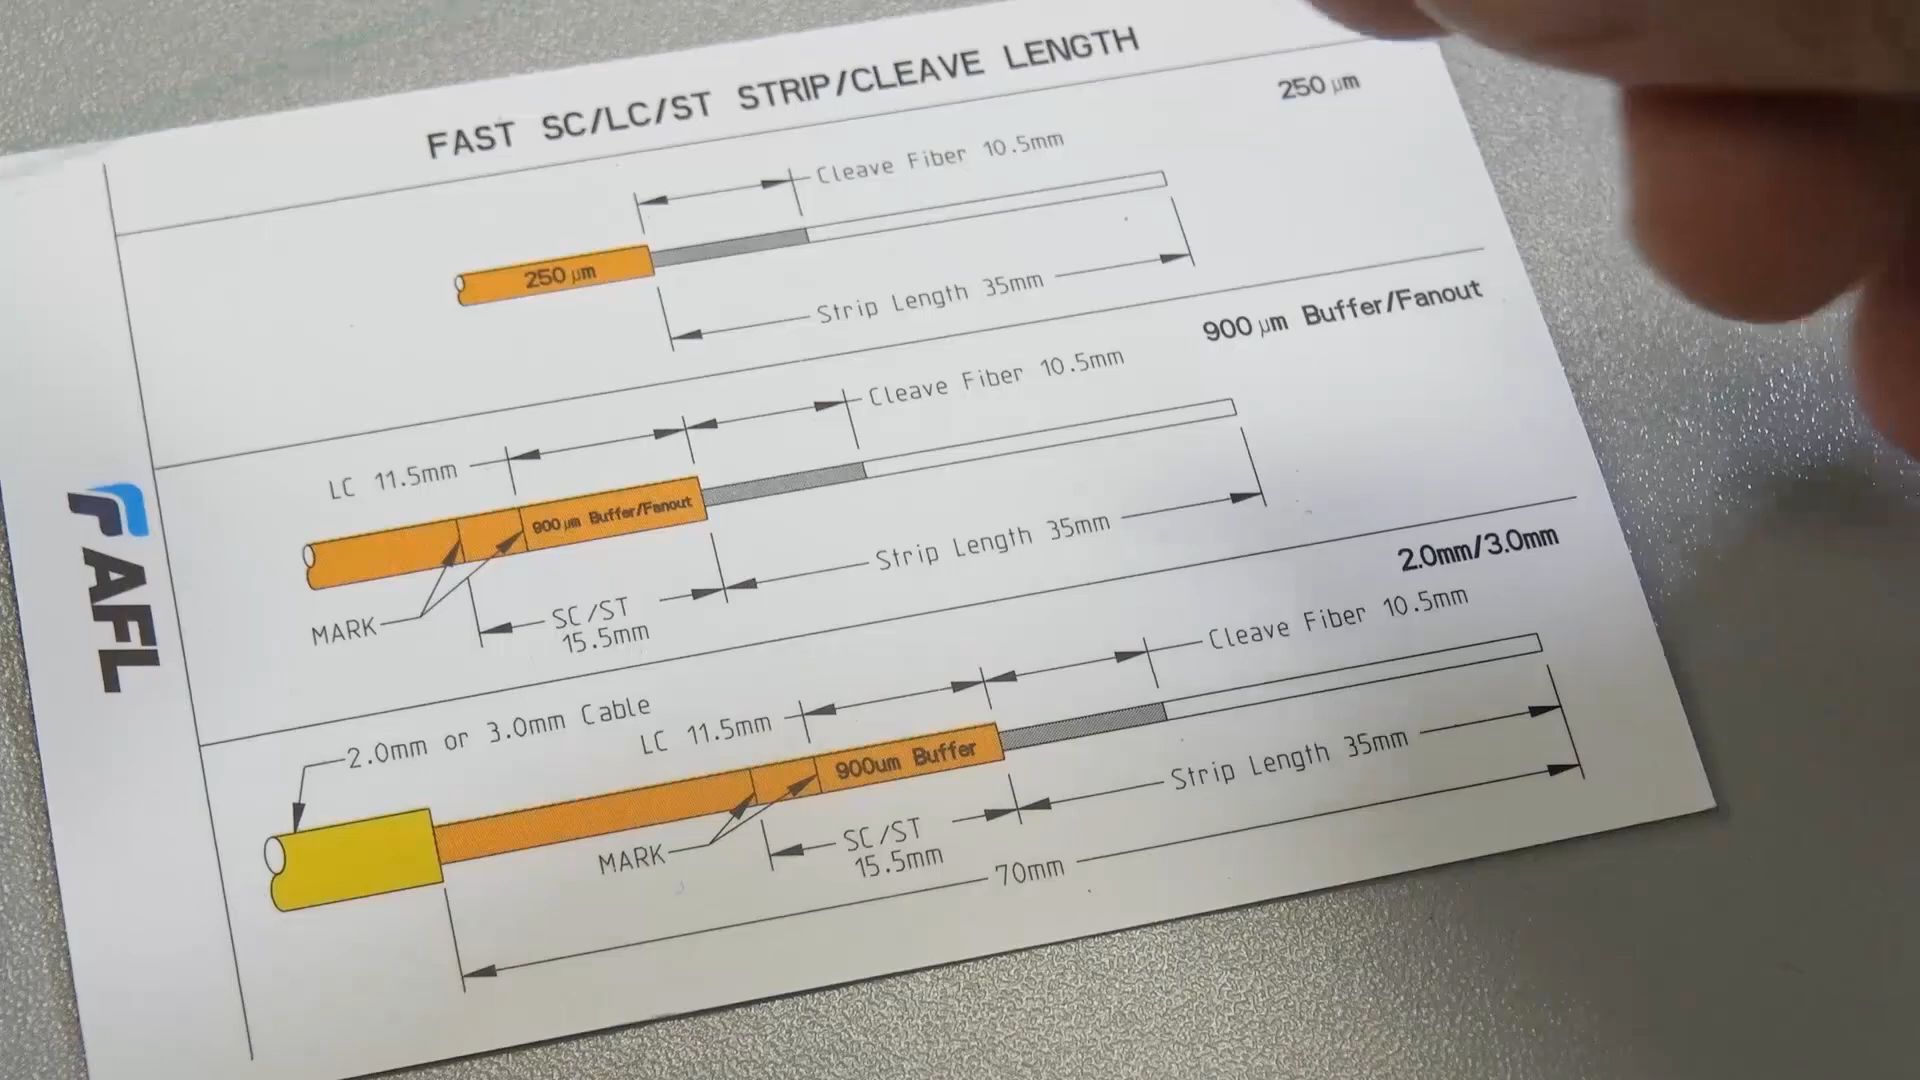 FAST SC/LC/ST STRIP/CLEAVE LENGTH
250 µm
Cleave Fiber 10.5mm
250 µm
Strip Length 35mm
900 µm Buffer/Fanout
Cleave Fiber 10.5mm
LC 11.5mm
900 µm Buffer/Fanout
Strip Length 35mm
MARK
SC/ST
15.5mm
2.0mm/3.0mm
Cleave Fiber 10.5mm
2.0mm or 3.0mm Cable
LC 11.5mm
900um Buffer
Strip Length 35mm
MARK
SC/ST
15.5mm
70mm
AFL